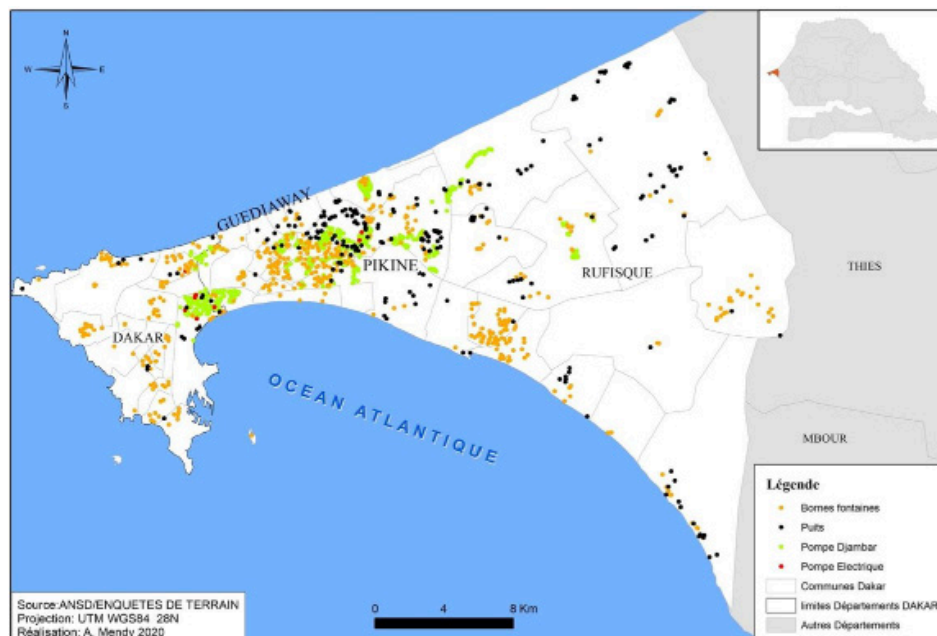 N
W E
S
GUEDIAWAY
PIKINE
RUFISQUE
THIES
DAKAR
OCEAN ATLANTIQUE
MBOUR
Légende
Bornes fontaines
Puits
Pompe Djambar
Pompe Electrique
Communes Dakar
limites Départements DAKAR
Autres Départements
Source:ANSD/ENQUETES DE TERRAIN
Projection: UTM WGS84 28N
Réalisation: A. Mendy 2020
0 4 8 Km